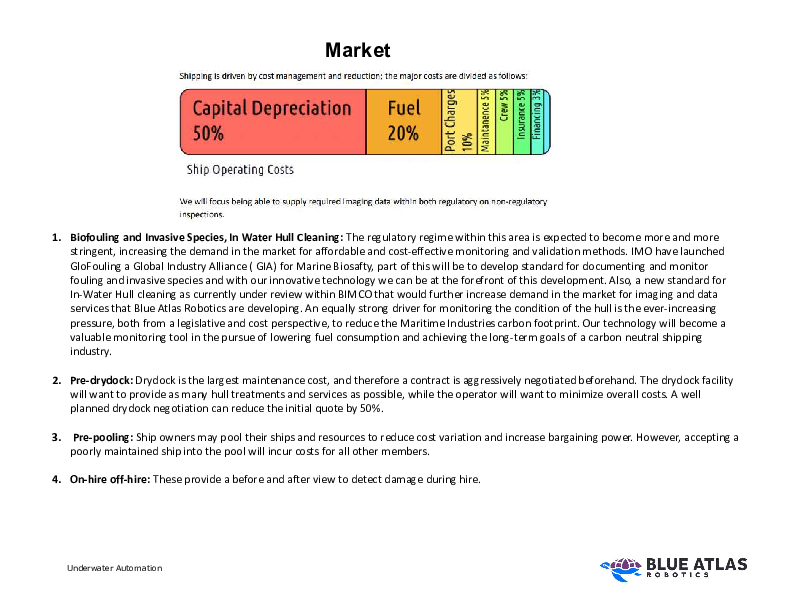 Market
Shipping is driven by cost management and reduction; the major costs are divided as follows:
Capital Depreciation
50%
Fuel
20%
Port Charges
10%
Maintanence 5%
Crew 5%
Insurance 5%
Financing 3%
Ship Operating Costs
We will focus being able to supply required imaging data within both regulatory on non-regulatory
inspections.
1. Biofouling and Invasive Species, In Water Hull Cleaning: The regulatory regime within this area is expected to become more and more
stringent, increasing the demand in the market for affordable and cost-effective monitoring and validation methods. IMO have launched
GloFouling a Global Industry Alliance ( GIA) for Marine Biosafty, part of this will be to develop standard for documenting and monitor
fouling and invasive species and with our innovative technology we can be at the forefront of this development. Also, a new standard for
In-Water Hull cleaning as currently under review within BIMCO that would further increase demand in the market for imaging and data
services that Blue Atlas Robotics are developing. An equally strong driver for monitoring the condition of the hull is the ever-increasing
pressure, both from a legislative and cost perspective, to reduce the Maritime Industries carbon footprint. Our technology will become a
valuable monitoring tool in the pursue of lowering fuel consumption and achieving the long-term goals of a carbon neutral shipping
industry.
2. Pre-drydock: Drydock is the largest maintenance cost, and therefore a contract is aggressively negotiated beforehand. The drydock facility
will want to provide as many hull treatments and services as possible, while the operator will want to minimize overall costs. A well
planned drydock negotiation can reduce the initial quote by 50%.
3. Pre-pooling: Ship owners may pool their ships and resources to reduce cost variation and increase bargaining power. However, accepting a
poorly maintained ship into the pool will incur costs for all other members.
4. On-hire off-hire: These provide a before and after view to detect damage during hire.
Underwater Automation
BLUE ATLAS
ROBOTICS